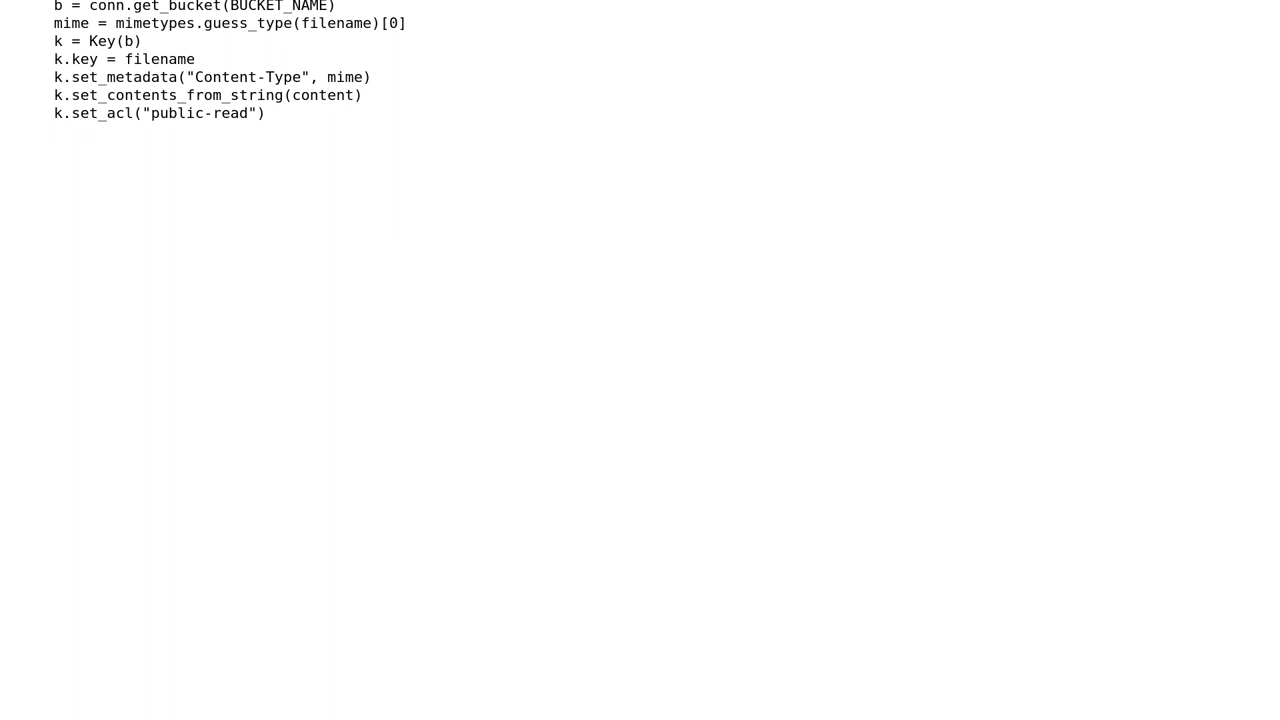 b = conn.get_bucket(BUCKET_NAME)
mime = mimetypes.guess_type(filename)[0]
k = Key(b)
k.key = filename
k.set_metadata("Content-Type", mime)
k.set_contents_from_string(content)
k.set_acl("public-read")